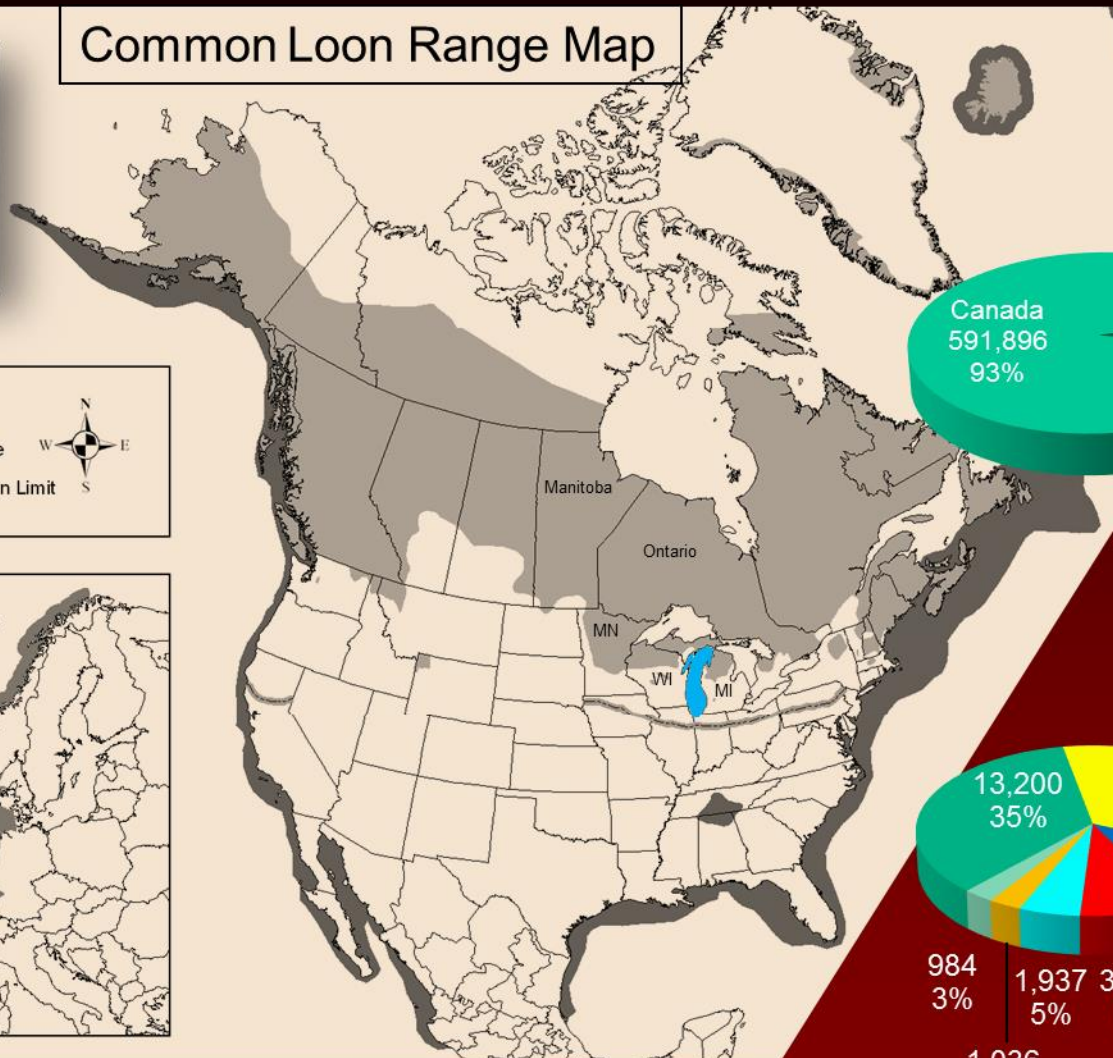 Common Loon Range Map
Canada
591,896
93%
N
W
E
S
n Limit
Manitoba
Ontario
MN
WI
MI
13,200
35%
984
3%
1,937
5%
3